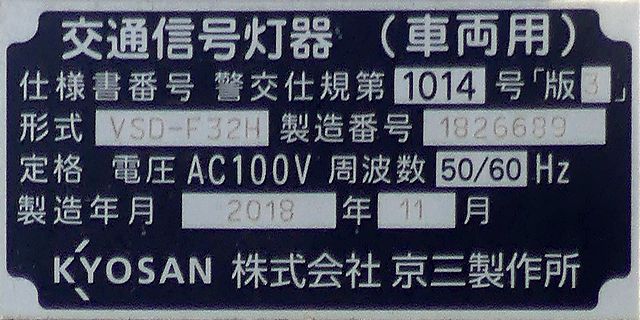 交通信号灯器 （車両用）
仕様書番号 警交仕規第 1014 号「版3」
形式 VSD-F32H 製造番号 1826689
定格 電圧 AC100V 周波数 50/60 Hz
製造年月 2018 年 11 月
KYOSAN 株式会社 京三製作所